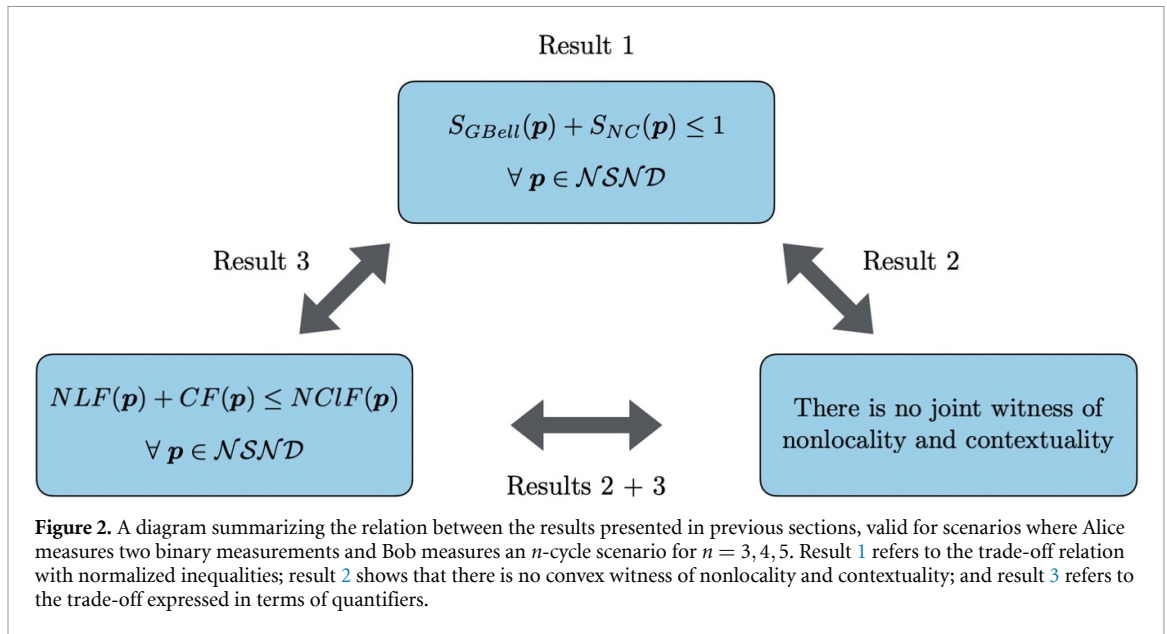 Result 1
S_{GBell}(p) + S_{NC}(p) ≤ 1
∀ p ∈ NSND
Result 3
Result 2
NLF(p) + CF(p) ≤ NClF(p)
∀ p ∈ NSND
There is no joint witness of
nonlocality and contextuality
Results 2 + 3
Figure 2. A diagram summarizing the relation between the results presented in previous sections, valid for scenarios where Alice
measures two binary measurements and Bob measures an n-cycle scenario for n = 3, 4, 5. Result 1 refers to the trade-off relation
with normalized inequalities; result 2 shows that there is no convex witness of nonlocality and contextuality; and result 3 refers to
the trade-off expressed in terms of quantifiers.